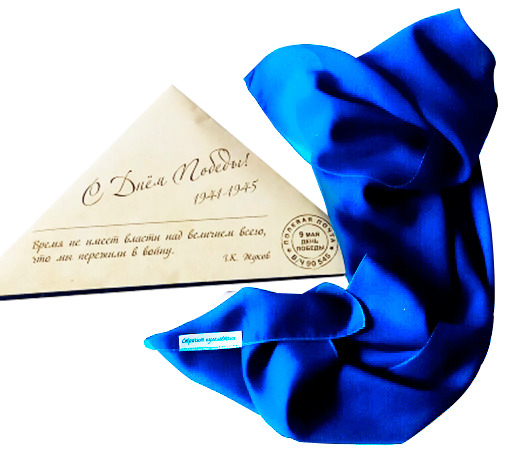 С Днём Победы!
1941-1945
Время не имеет власти над величием всего,
что мы пережили в войну.
Г.К. Жуков
ПОЛЕВАЯ ПОЧТА
9 МАЯ
ДЕНЬ
ПОБЕДЫ
В/Ч 90 545